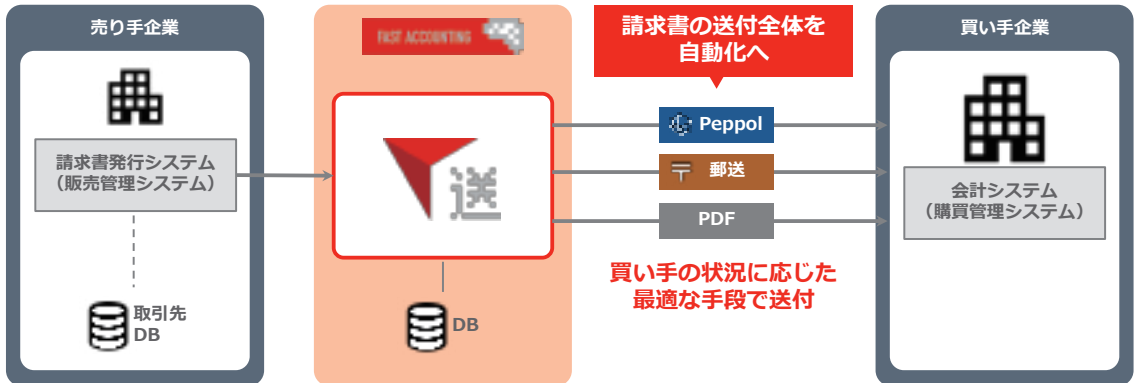 売り手企業
請求書発行システム
（販売管理システム）
取引先
DB
FAST ACCOUNTING
送
DB
請求書の送付全体を
自動化へ
Peppol
〒 郵送
PDF
買い手の状況に応じた
最適な手段で送付
買い手企業
会計システム
（購買管理システム）